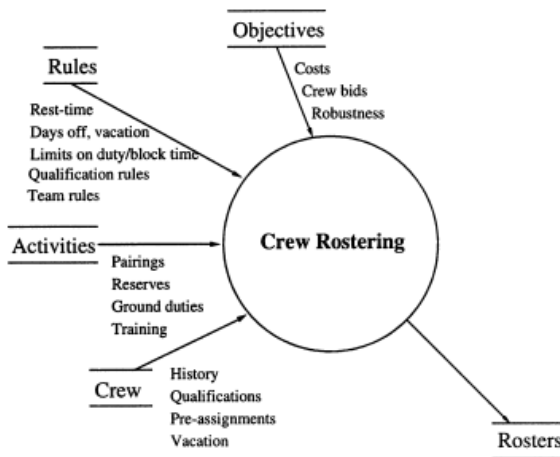 Objectives
Costs
Crew bids
Robustness
Rules
Rest-time
Days off, vacation
Limits on duty/block time
Qualification rules
Team rules
Activities
Pairings
Reserves
Ground duties
Training
Crew Rostering
Crew
History
Qualifications
Pre-assignments
Vacation
Rosters